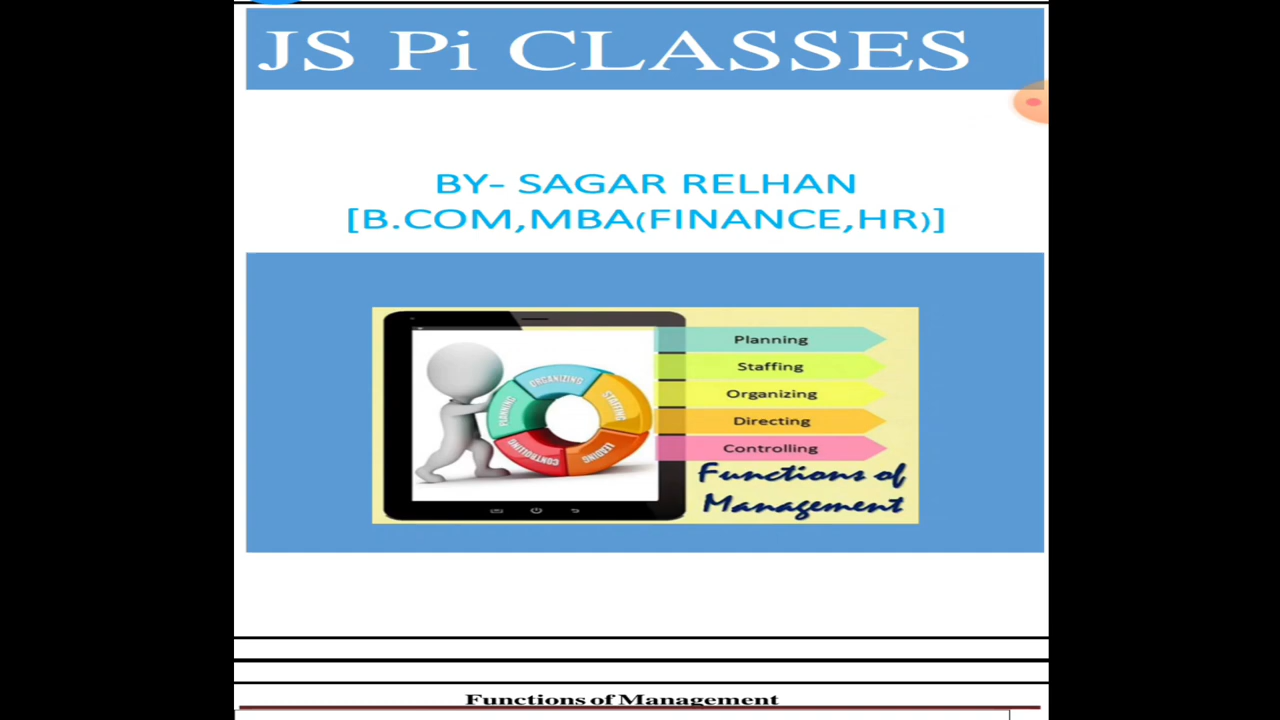 JS Pi CLASSES
BY- SAGAR RELHAN
[B.COM,MBA(FINANCE,HR)]
Planning
Staffing
Organizing
Directing
Controlling
Functions of
Management
ORGANIZING
STAFFING
LEADING
CONTROLLING
PLANNING
Functions of Management